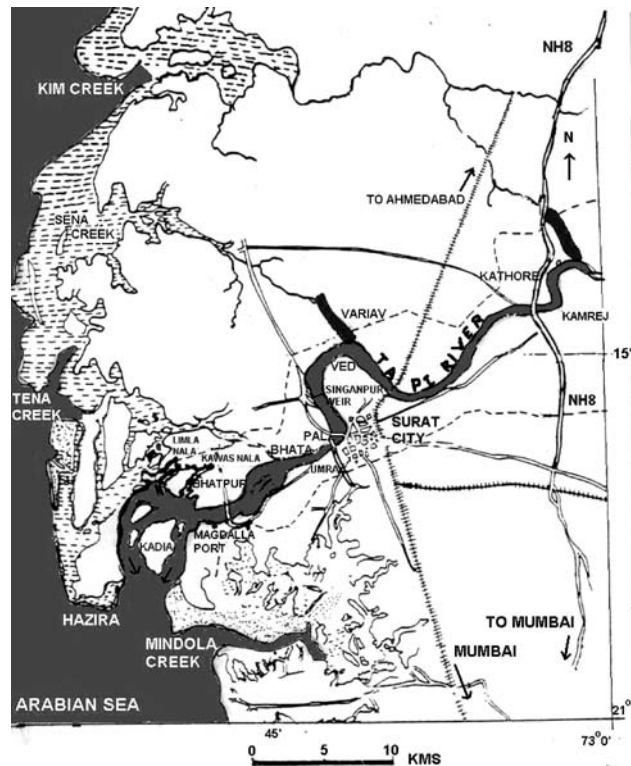 NH8
KIM CREEK
N
TO AHMEDABAD
SENA
CREEK
KATHORE
VARIAV
KAMREJ
TAPTI RIVER
VED
15'
TENA
CREEK
SINGANPUR
WEIR
NH8
SURAT
CITY
LIMLA
NALA
PAL
KAWAS NALA
BHATA
UMRA
BHATPUR
MAGDALLA
PORT
KADIA
HAZIRA
MINDOLA
CREEK
TO MUMBAI
MUMBAI
ARABIAN SEA
21°
45'
73°0'
0 5 10 KMS